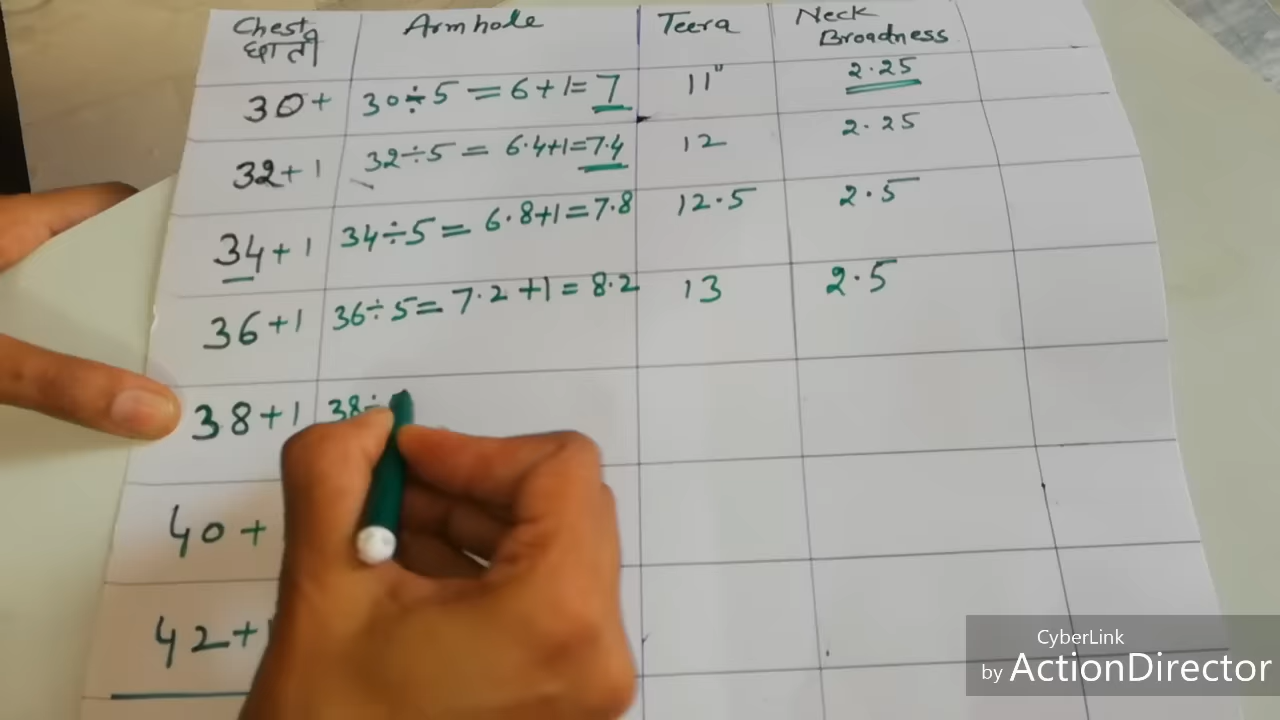 Chest Armhole Teera Neck
छाती Broadness
30+ 30÷5=6+1=7 11" 2.25
32+1 32÷5=6.4+1=7.4 12 2.25
34+1 34÷5=6.8+1=7.8 12.5 2.5
36+1 36÷5=7.2+1=8.2 13 2.5
38+1 38÷
40+
42+1
CyberLink
by ActionDirector